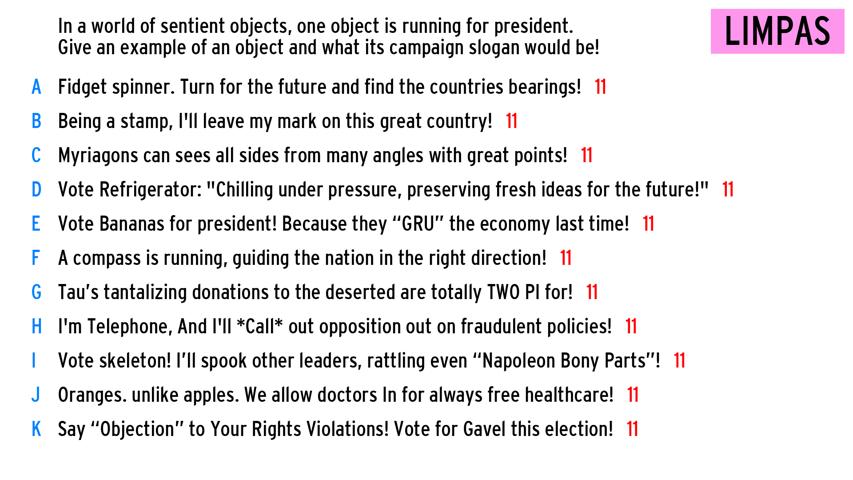 In a world of sentient objects, one object is running for president.
LIMPAS
Give an example of an object and what its campaign slogan would be!
A Fidget spinner. Turn for the future and find the countries bearings! 11
B Being a stamp, I'll leave my mark on this great country! 11
C Myriagons can sees all sides from many angles with great points! 11
D Vote Refrigerator: "Chilling under pressure, preserving fresh ideas for the future!" 11
E Vote Bananas for president! Because they “GRU” the economy last time! 11
F A compass is running, guiding the nation in the right direction! 11
G Tau’s tantalizing donations to the deserted are totally TWO PI for! 11
H I'm Telephone, And I'll *Call* out opposition out on fraudulent policies! 11
I Vote skeleton! I’ll spook other leaders, rattling even “Napoleon Bony Parts”! 11
J Oranges. unlike apples. We allow doctors In for always free healthcare! 11
K Say “Objection” to Your Rights Violations! Vote for Gavel this election! 11